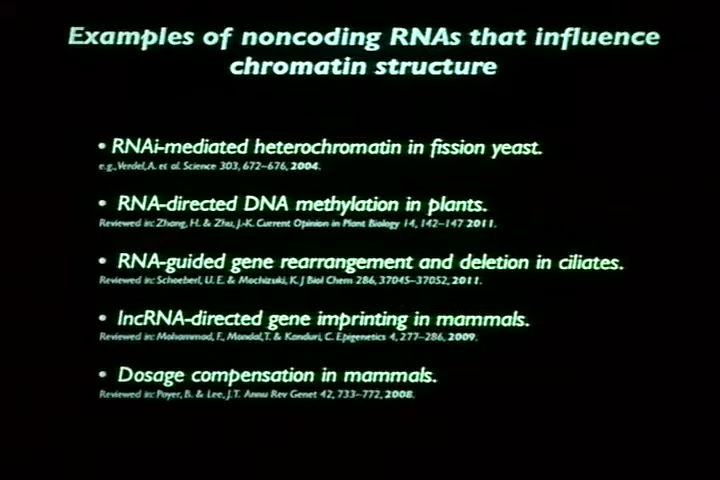 Examples of noncoding RNAs that influence
chromatin structure
• RNAi-mediated heterochromatin in fission yeast.
e.g., Verdel, A. et al. Science 303, 672–676, 2004.
• RNA-directed DNA methylation in plants.
Reviewed in: Zhang, H. & Zhu, J.-K. Current Opinion in Plant Biology 14, 142–147 2011.
• RNA-guided gene rearrangement and deletion in ciliates.
Reviewed in: Schoeberl, U. E. & Mochizuki, K. J Biol Chem 286, 37045–37052, 2011.
• lncRNA-directed gene imprinting in mammals.
Reviewed in: Mohammad, F., Mondal, T. & Kanduri, C. Epigenetics 4, 277–286, 2009.
• Dosage compensation in mammals.
Reviewed in: Payer, B. & Lee, J.T. Annu Rev Genet 42, 733–772, 2008.